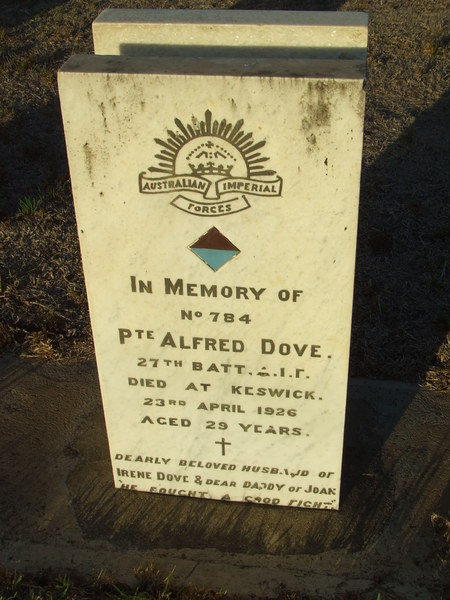 AUSTRALIAN IMPERIAL
FORCES
IN MEMORY OF
No 784
PTE ALFRED DOVE.
27TH BATT. A.I.F.
DIED AT KESWICK.
23RD APRIL 1926
AGED 29 YEARS.
DEARLY BELOVED HUSBAND OF
IRENE DOVE & DEAR DADDY OF JOAN
"HE FOUGHT A GOOD FIGHT"